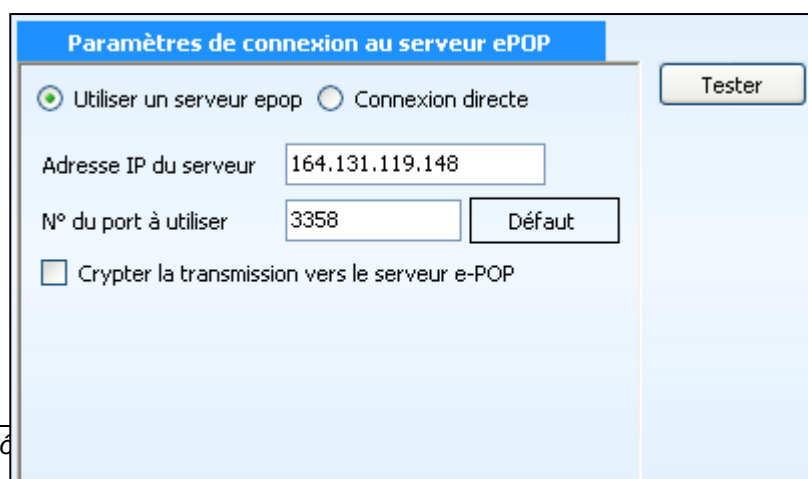 Paramètres de connexion au serveur ePOP
Utiliser un serveur epop Connexion directe
Tester
Adresse IP du serveur 164.131.119.148
N° du port à utiliser 3358 Défaut
Crypter la transmission vers le serveur e-POP